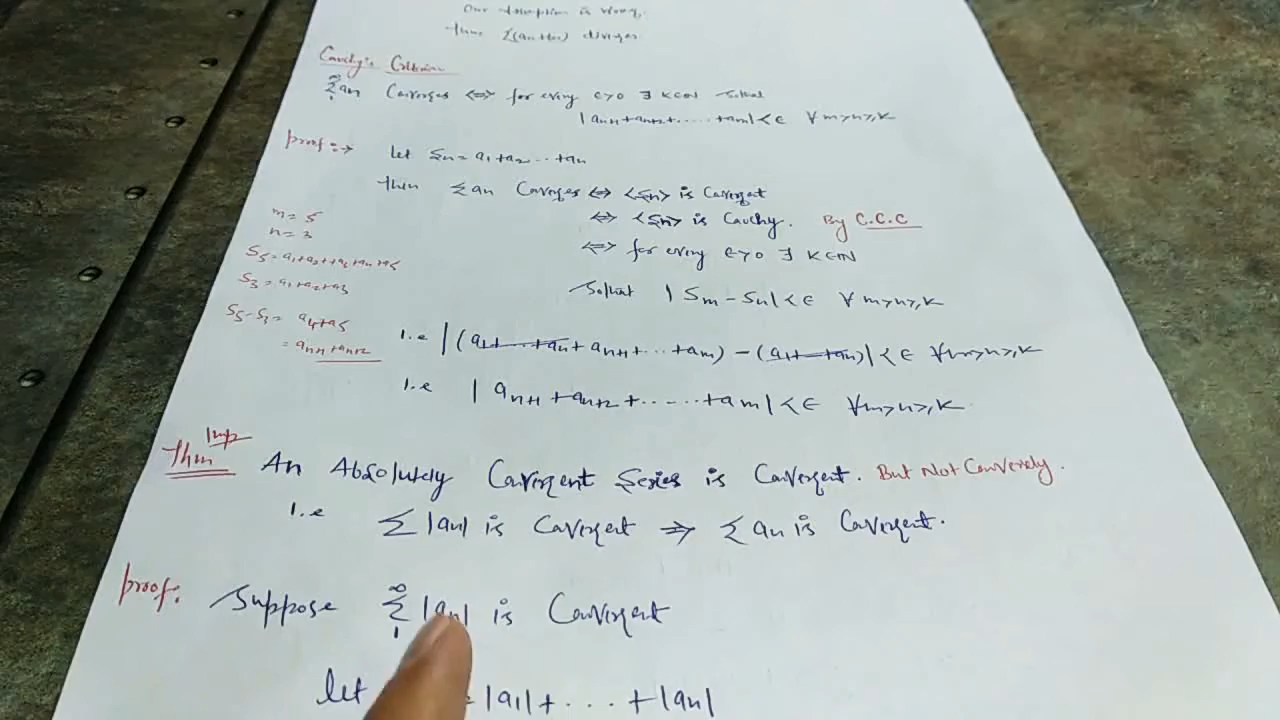 Our assumption is wrong.
thus Σ(an+bn) diverges
Cauchy's Criterion
∞Σ1 an Converges ⇔ for every ϵ>0 ∃ K∈N Suthat
|an+1+an+2+.....+am|<ϵ ∀ m>n≥K
proof:→ let Sn = a1+a2...+an
then Σan Converges ⇔ <Sn> is Convergent
⇔ <Sn> is Cauchy. By C.C.C
⇔ for every ϵ>0 ∃ K∈N
Suthat |Sm-Sn|<ϵ ∀ m>n≥K
m = 5
n = 3
S5 = a1+a2+a3+a4+a5
S3 = a1+a2+a3
S5-S3 = a4+a5
= an+1+an+2
i.e |(a1+...+an+an+1+...+am)-(a1+...+an)|<ϵ ∀ m>n≥K
i.e |an+1+an+2+......+am|<ϵ ∀ m>n≥K
Thm Imp An Absolutely Convergent Series is Convergent. But Not Conversely.
i.e Σ|an| is Convergent ⇒ Σan is Convergent.
proof: Suppose ∞Σ1 |an| is Convergent
let = |a1|+...+|an|